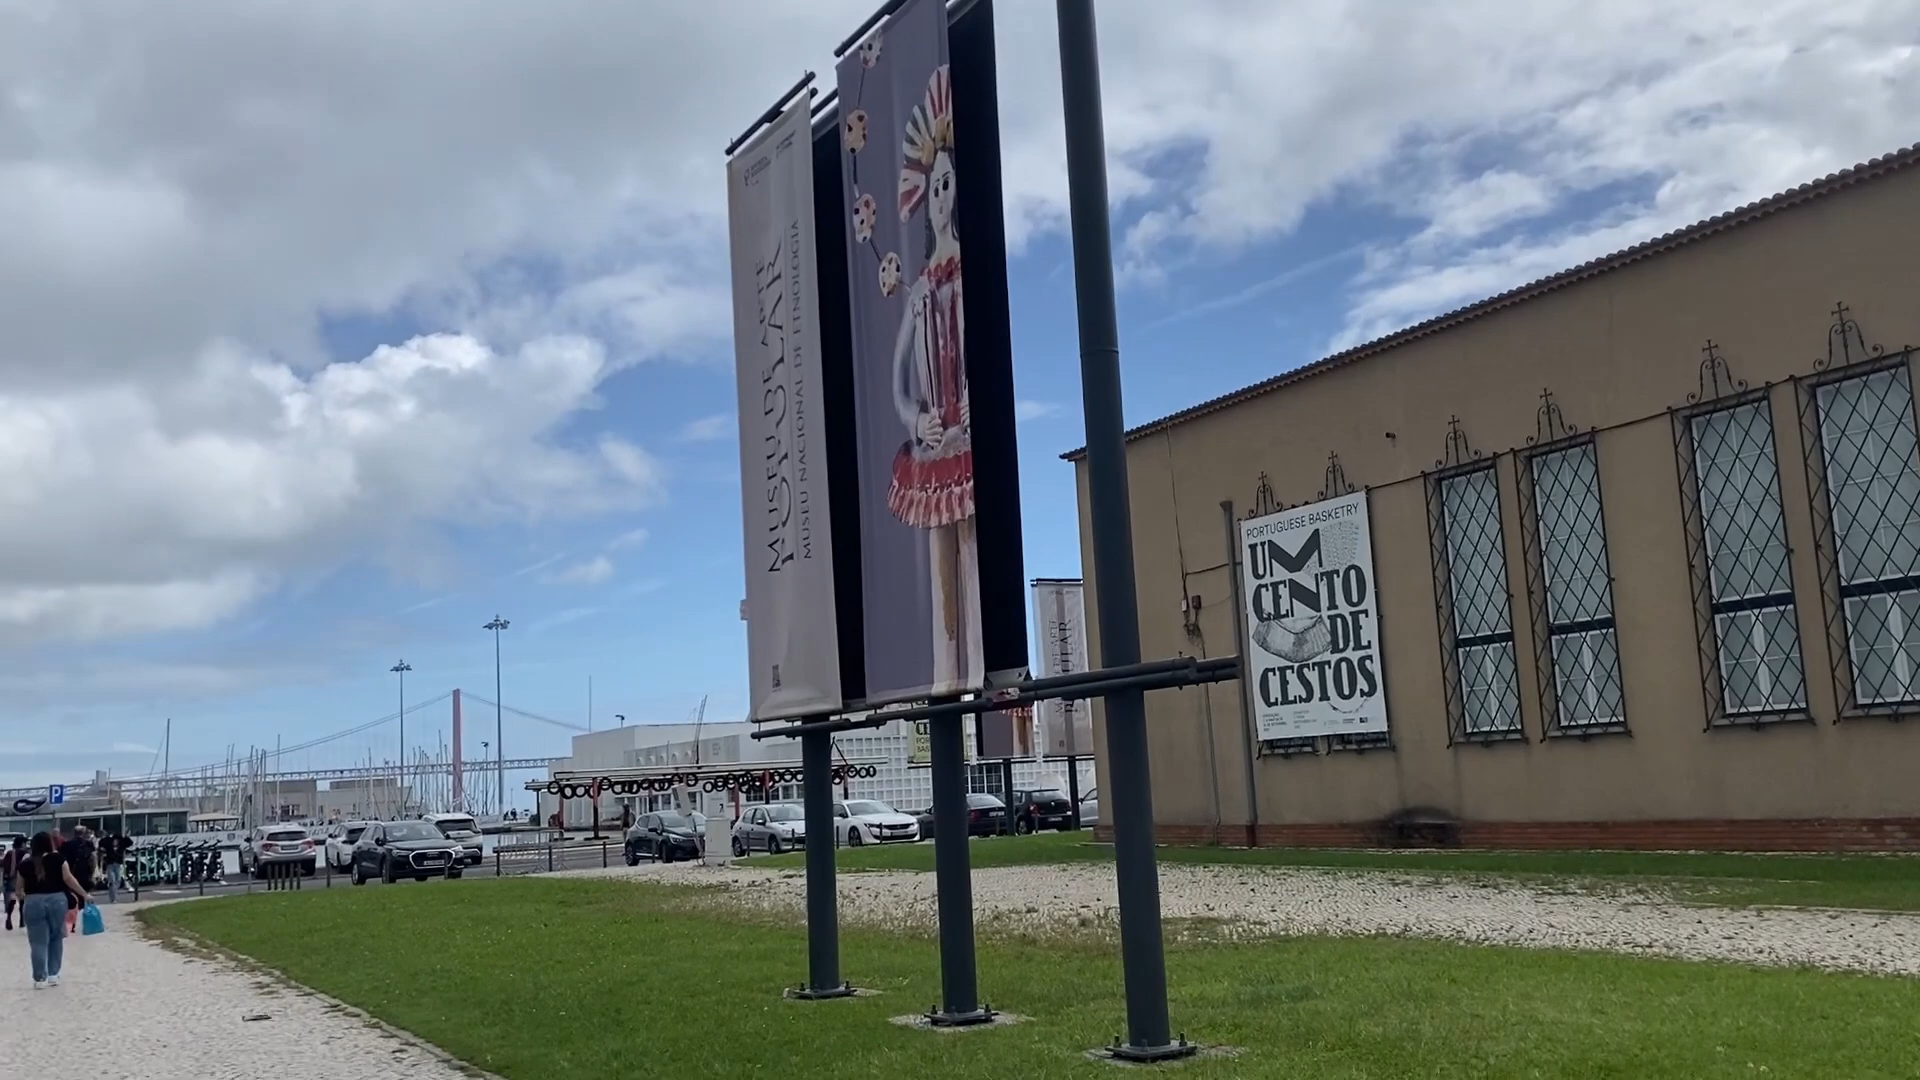 MUSEU DE ARTE
POPULAR
MUSEU NACIONAL DE ETNOLOGIA
PORTUGUESE BASKETRY
UM
CENTO
DE
CESTOS
P